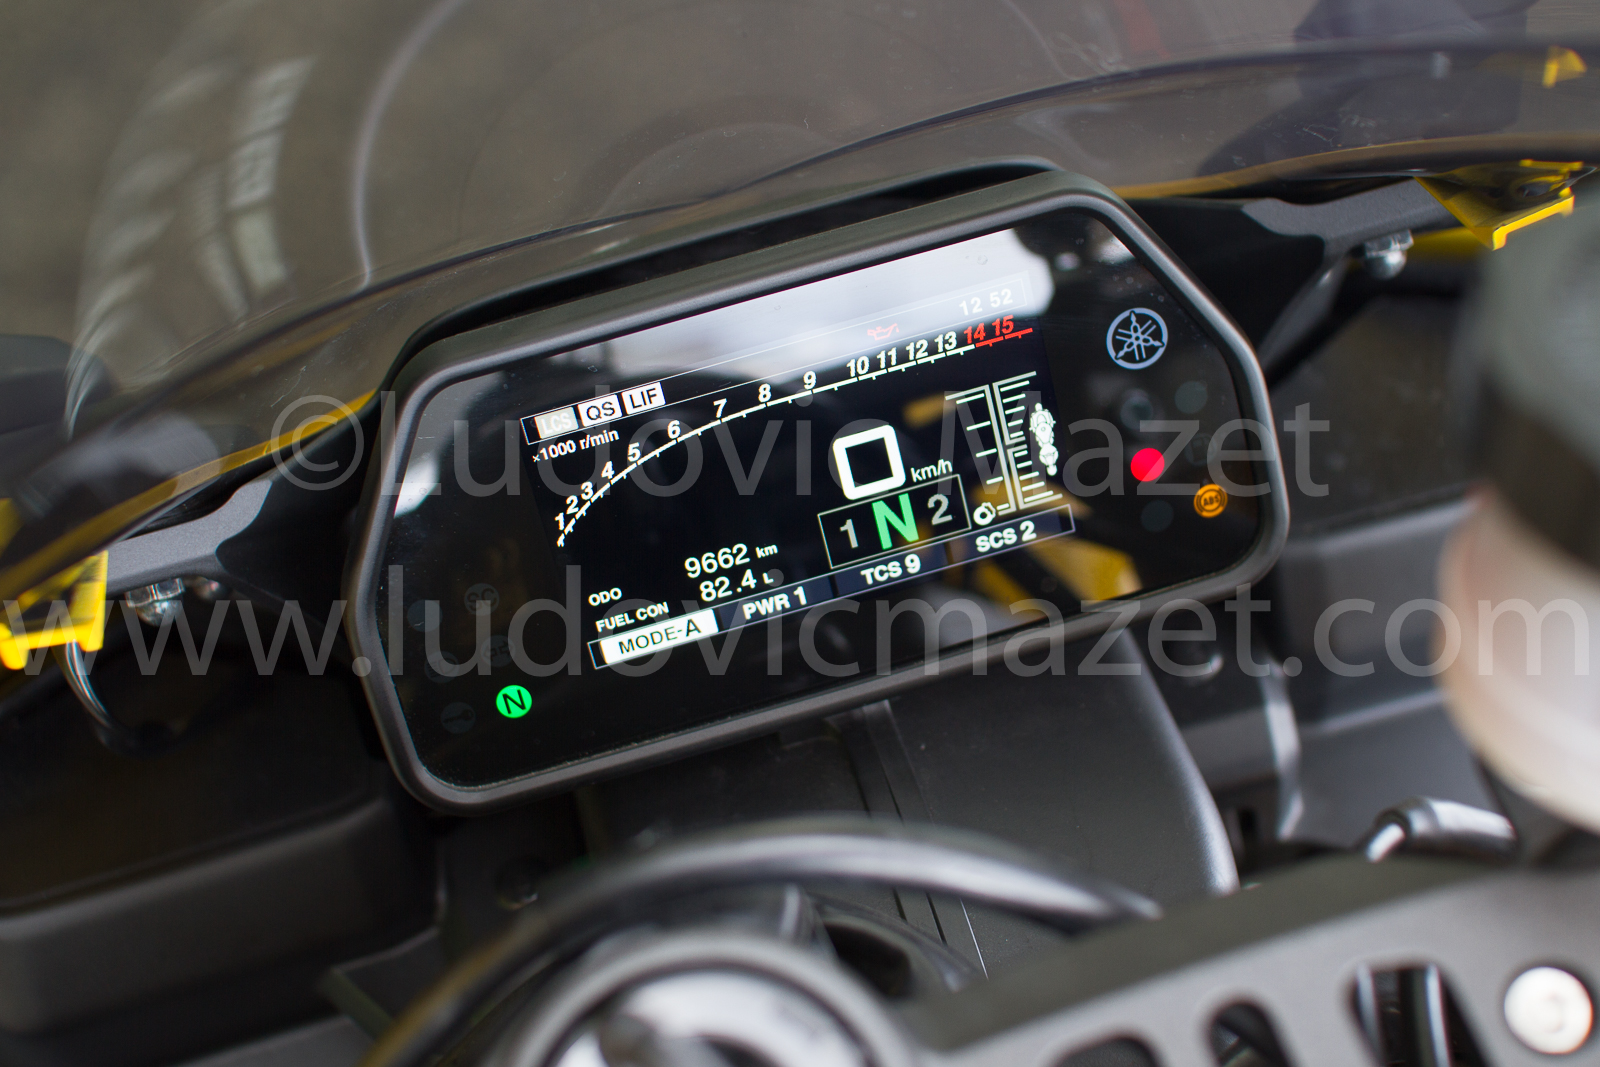 12 52
LCS QS LIF
×1000 r/min
1 2 3 4 5 6 7 8 9 10 11 12 13 14 15
km/h
1 N 2
9662 km
ODO
82.4 L
FUEL CON
MODE-A PWR 1 TCS 9 SCS 2
N
ABS
©Ludovic Mazet
www.ludovicmazet.com